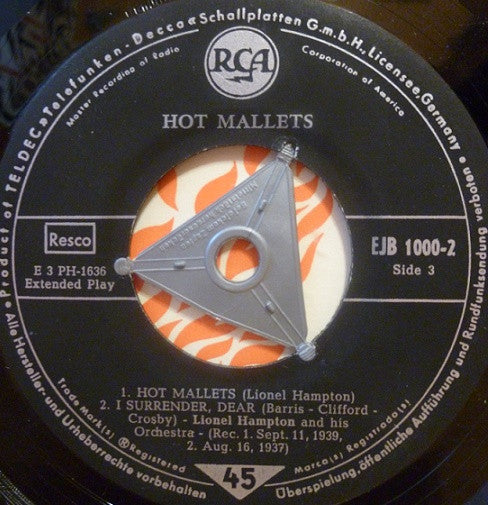 Product of TELDEC »Telefunken - Decca« Schallplatten G.m.b.H., Licensee, Germany
Master Recording of Radio
Corporation of America
RCA
HOT MALLETS
Resco
E 3 PH-1636
Extended Play
EJB 1000-2
Side 3
1. HOT MALLETS (Lionel Hampton)
2. I SURRENDER, DEAR (Barris - Clifford -
Crosby) - Lionel Hampton and his
Orchestra - (Rec. 1. Sept. 11, 1939,
2. Aug. 16, 1937)
Trade Mark(s) ® Registered
Marca(s) Registrada(s)
45
Alle Hersteller- und Urheberrechte vorbehalten
Überspielung, öffentliche Aufführung und Rundfunksendung verboten